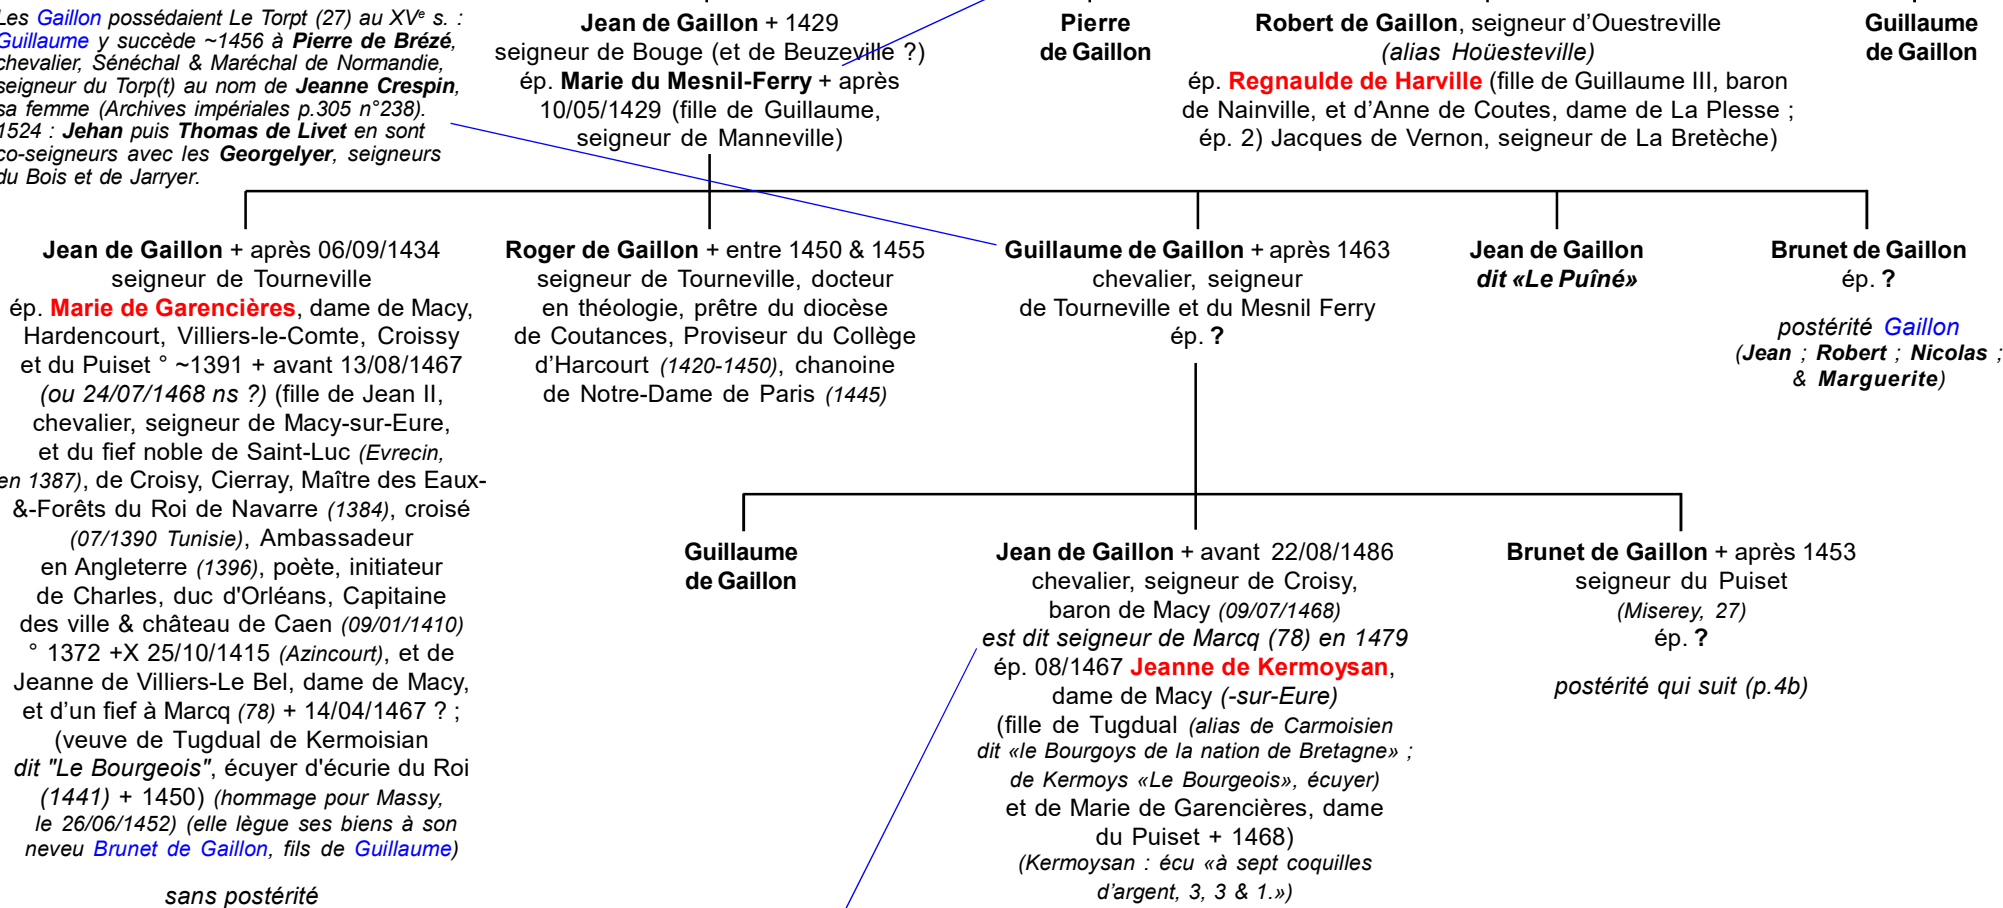 Les Gaillon possédaient Le Torpt (27) au XVe s. :
Guillaume y succède ~1456 à Pierre de Brézé,
chevalier, Sénéchal & Maréchal de Normandie,
seigneur du Torp(t) au nom de Jeanne Crespin,
sa femme (Archives impériales p.305 n°238).
1524 : Jehan puis Thomas de Livet en sont
co-seigneurs avec les Georgelyer, seigneurs
du Bois et de Jarryer.
Jean de Gaillon + 1429
seigneur de Bouge (et de Beuzeville ?)
ép. Marie du Mesnil-Ferry + après
10/05/1429 (fille de Guillaume,
seigneur de Manneville)
Pierre
de Gaillon
Robert de Gaillon, seigneur d’Ouestreville
(alias Hoüesteville)
ép. Regnaulde de Harville (fille de Guillaume III, baron
de Nainville, et d’Anne de Coutes, dame de La Plesse ;
ép. 2) Jacques de Vernon, seigneur de La Bretèche)
Guillaume
de Gaillon
Jean de Gaillon + après 06/09/1434
seigneur de Tourneville
ép. Marie de Garencières, dame de Macy,
Hardencourt, Villiers-le-Comte, Croissy
et du Puiset ° ~1391 + avant 13/08/1467
(ou 24/07/1468 ns ?) (fille de Jean II,
chevalier, seigneur de Macy-sur-Eure,
et du fief noble de Saint-Luc (Evrecin,
en 1387), de Croisy, Cierray, Maître des Eaux-
&-Forêts du Roi de Navarre (1384), croisé
(07/1390 Tunisie), Ambassadeur
en Angleterre (1396), poète, initiateur
de Charles, duc d'Orléans, Capitaine
des ville & château de Caen (09/01/1410)
° 1372 +X 25/10/1415 (Azincourt), et de
Jeanne de Villiers-Le Bel, dame de Macy,
et d’un fief à Marcq (78) + 14/04/1467 ? ;
(veuve de Tugdual de Kermoisian
dit "Le Bourgeois", écuyer d'écurie du Roi
(1441) + 1450) (hommage pour Massy,
le 26/06/1452) (elle lègue ses biens à son
neveu Brunet de Gaillon, fils de Guillaume)
sans postérité
Roger de Gaillon + entre 1450 & 1455
seigneur de Tourneville, docteur
en théologie, prêtre du diocèse
de Coutances, Proviseur du Collège
d’Harcourt (1420-1450), chanoine
de Notre-Dame de Paris (1445)
Guillaume de Gaillon + après 1463
chevalier, seigneur
de Tourneville et du Mesnil Ferry
ép. ?
Jean de Gaillon
dit «Le Puîné»
Brunet de Gaillon
ép. ?
postérité Gaillon
(Jean ; Robert ; Nicolas ;
& Marguerite)
Guillaume
de Gaillon
Jean de Gaillon + avant 22/08/1486
chevalier, seigneur de Croisy,
baron de Macy (09/07/1468)
est dit seigneur de Marcq (78) en 1479
ép. 08/1467 Jeanne de Kermoysan,
dame de Macy (-sur-Eure)
(fille de Tugdual (alias de Carmoisien
dit «le Bourgoys de la nation de Bretagne» ;
de Kermoys «Le Bourgeois», écuyer)
et de Marie de Garencières, dame
du Puiset + 1468)
(Kermoysan : écu «à sept coquilles
d’argent, 3, 3 & 1.»)
Brunet de Gaillon + après 1453
seigneur du Puiset
(Miserey, 27)
ép. ?
postérité qui suit (p.4b)